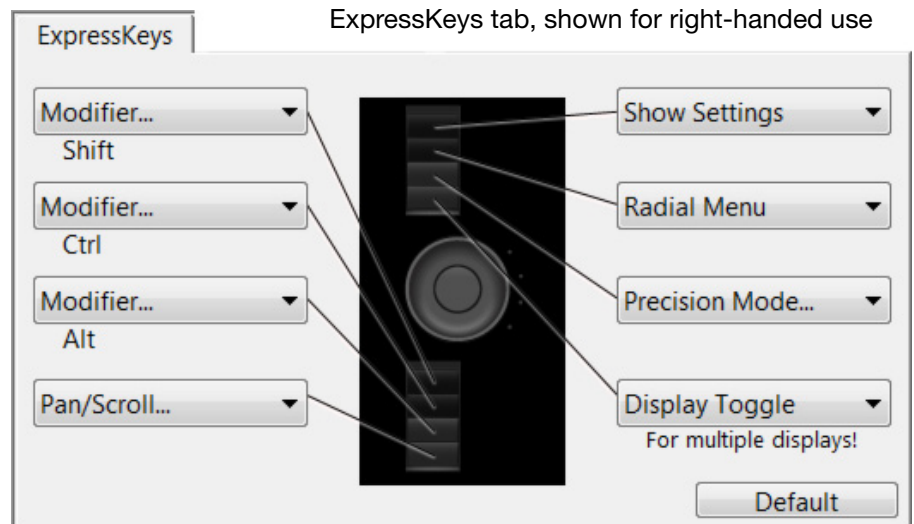 ExpressKeys tab, shown for right-handed use
ExpressKeys
Modifier...
Shift
Modifier...
Ctrl
Modifier...
Alt
Pan/Scroll...
Show Settings
Radial Menu
Precision Mode...
Display Toggle
For multiple displays!
Default